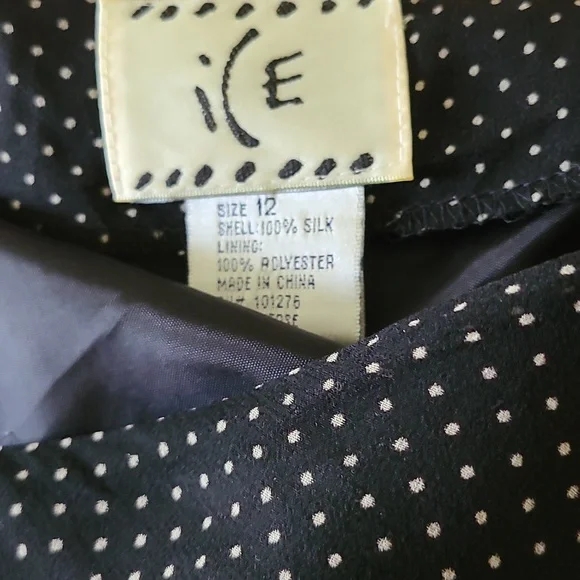 iCE
SIZE 12
SHELL:100% SILK
LINING:
100% POLYESTER
MADE IN CHINA
101276